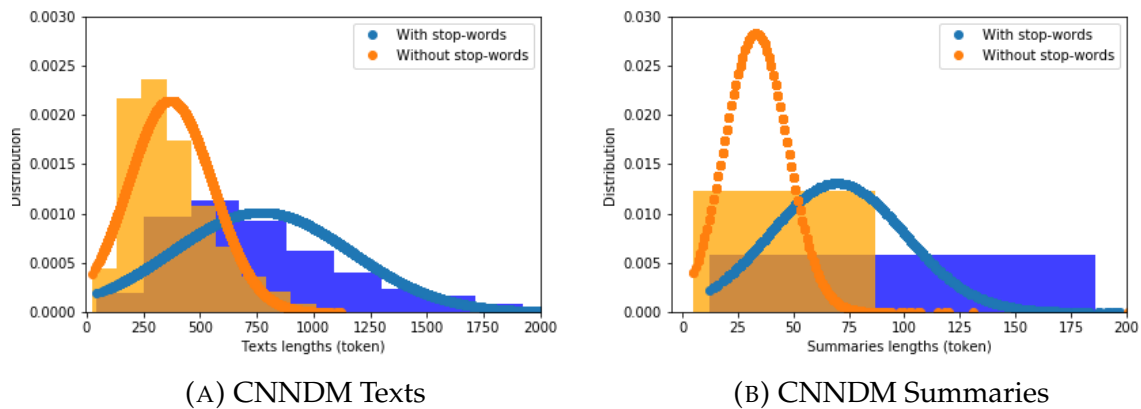 0.0030
0.0025
0.0020
0.0015
0.0010
0.0005
0.0000
Distribution
With stop-words
Without stop-words
0 250 500 750 1000 1250 1500 1750 2000
Texts lengths (token)
(A) CNNDM Texts
0.030
0.025
0.020
0.015
0.010
0.005
0.000
Distribution
With stop-words
Without stop-words
0 25 50 75 100 125 150 175 200
Summaries lengths (token)
(B) CNNDM Summaries